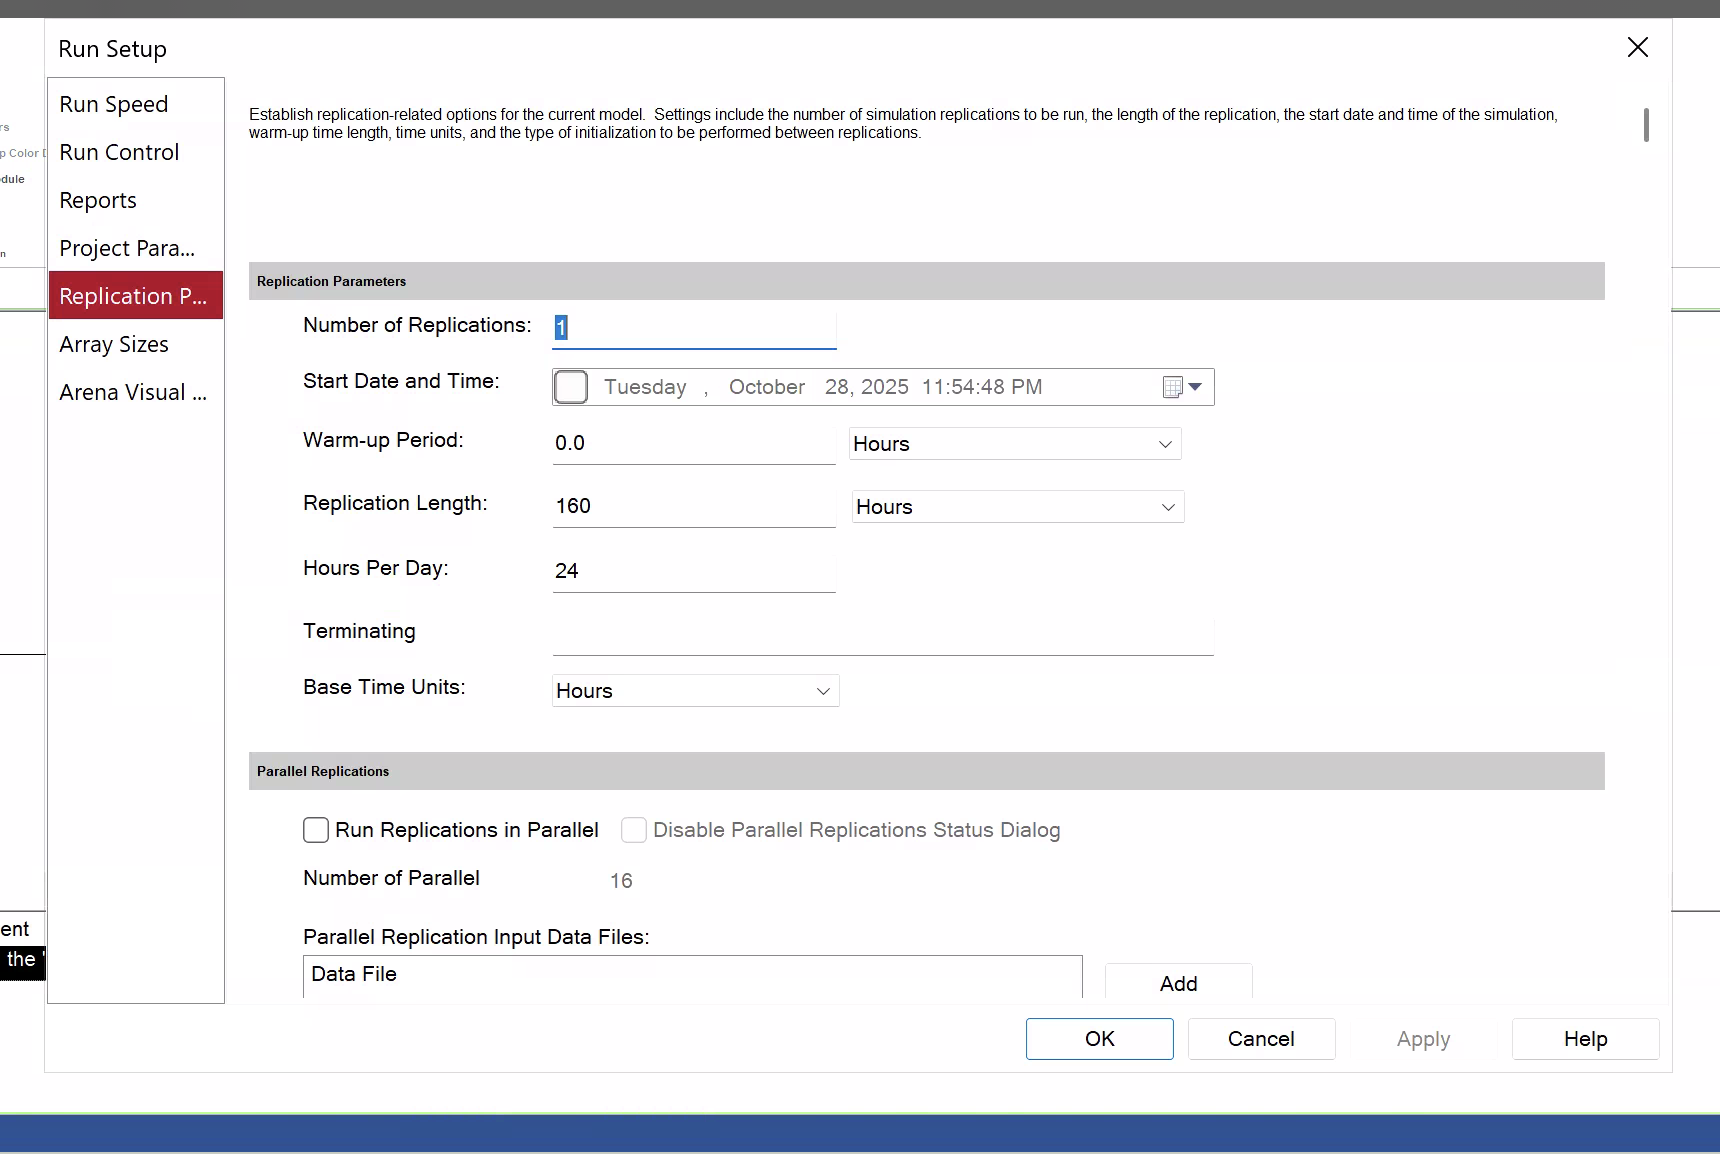 Run Setup
Run Speed
Run Control
Reports
Project Para...
Replication P...
Array Sizes
Arena Visual ...
rs
p Color D
dule
n
ent
the '
Establish replication-related options for the current model.  Settings include the number of simulation replications to be run, the length of the replication, the start date and time of the simulation,
warm-up time length, time units, and the type of initialization to be performed between replications.
Replication Parameters
Number of Replications: 1
Start Date and Time: Tuesday , October 28, 2025 11:54:48 PM
Warm-up Period: 0.0 Hours
Replication Length: 160 Hours
Hours Per Day: 24
Terminating
Base Time Units: Hours
Parallel Replications
Run Replications in Parallel Disable Parallel Replications Status Dialog
Number of Parallel 16
Parallel Replication Input Data Files:
Data File Add
OK Cancel Apply Help